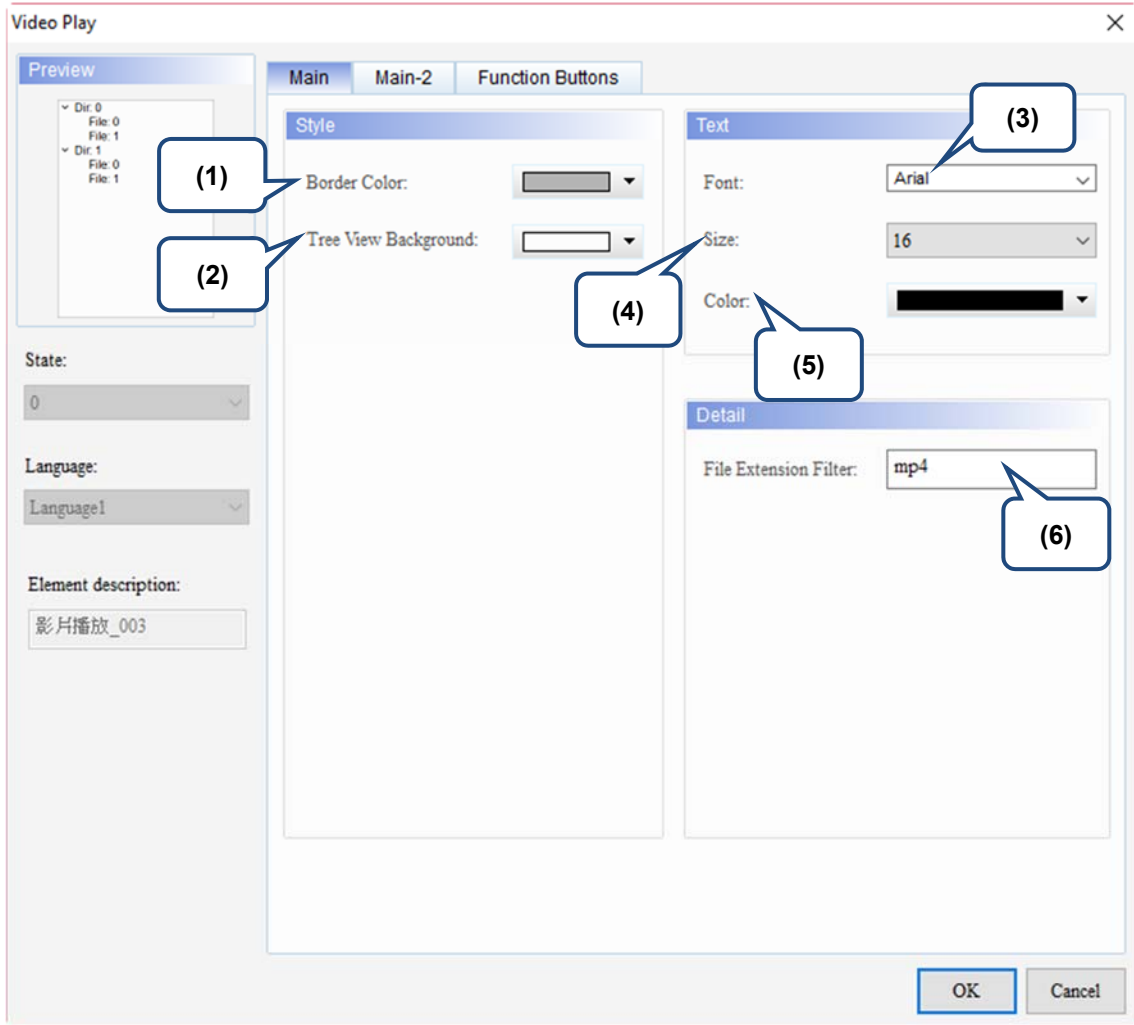 Video Play
Preview
Dir: 0
File: 0
File: 1
Dir: 1
File: 0
File: 1
State:
0
Language:
Language1
Element description:
影片播放_003
Main Main-2 Function Buttons
Style
(1)
Border Color:
(2)
Tree View Background:
Text
(3)
Font: Arial
Size: 16
(4)
Color:
(5)
Detail
File Extension Filter: mp4
(6)
OK Cancel